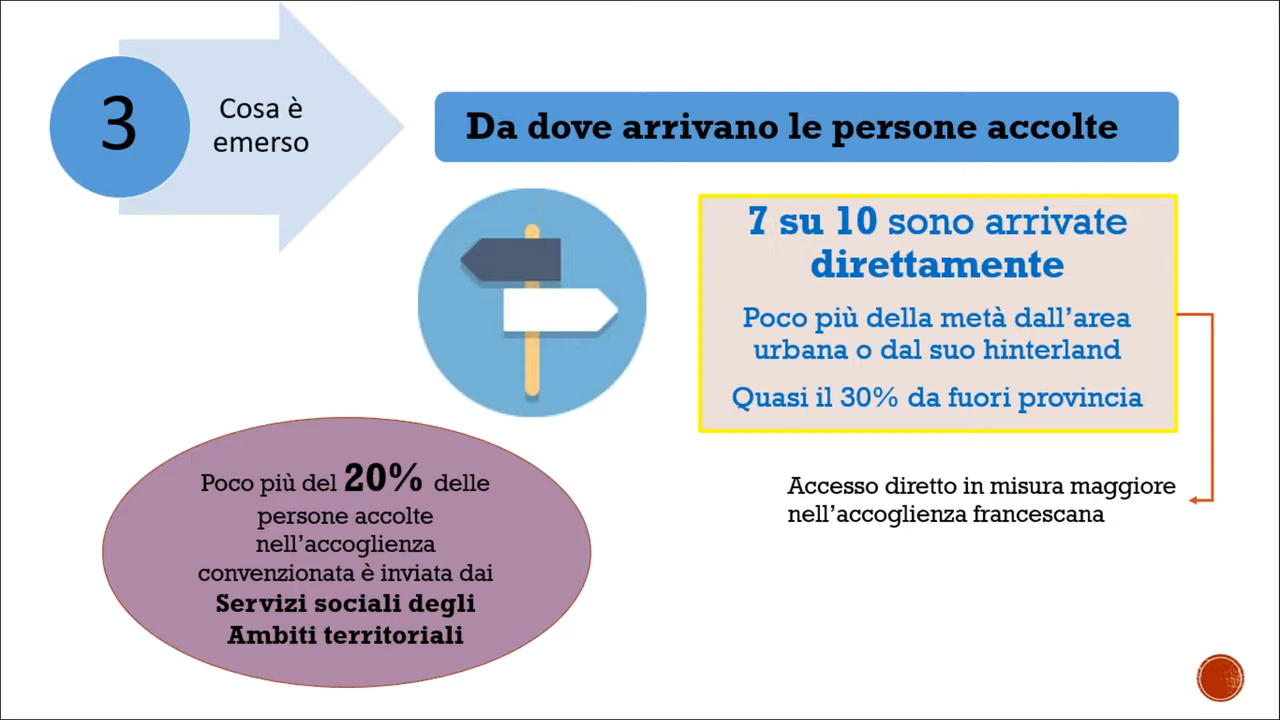 3
Cosa è
emerso
Da dove arrivano le persone accolte
7 su 10 sono arrivate
direttamente
Poco più della metà dall’area
urbana o dal suo hinterland
Quasi il 30% da fuori provincia
Accesso diretto in misura maggiore
nell’accoglienza francescana
Poco più del 20% delle
persone accolte
nell’accoglienza
convenzionata è inviata dai
Servizi sociali degli
Ambiti territoriali